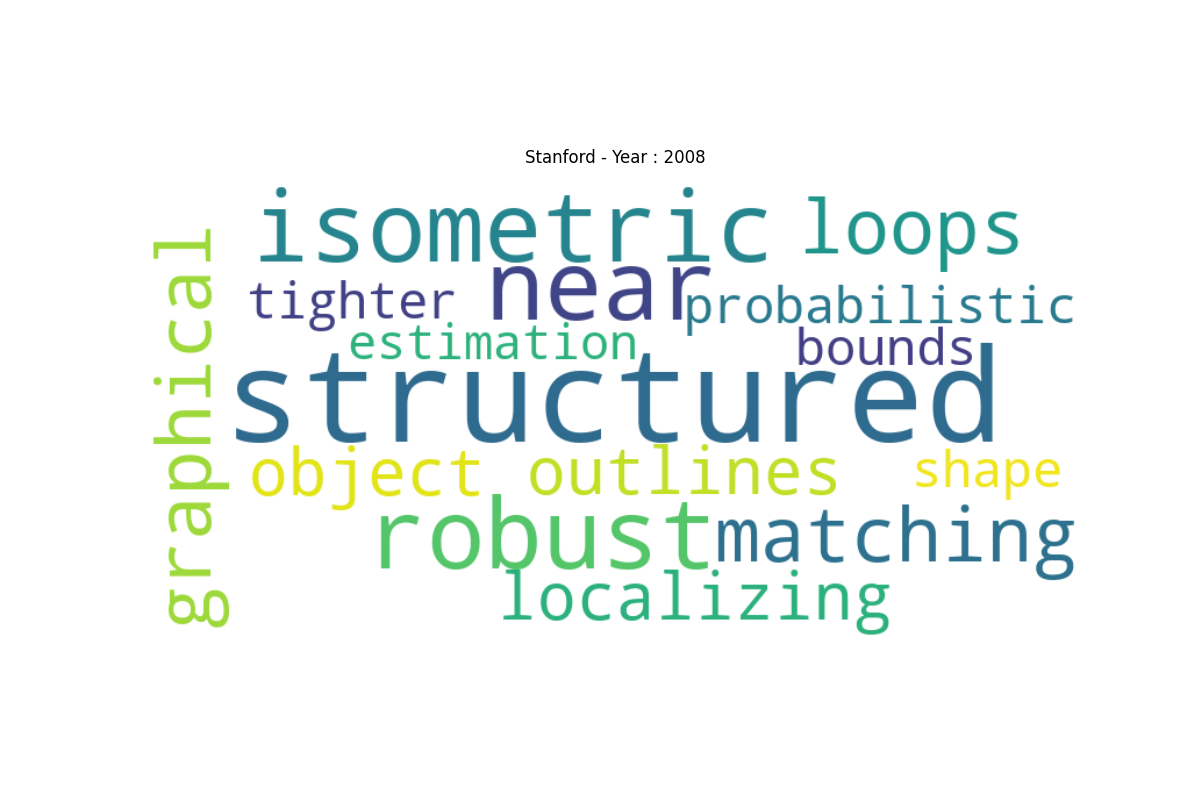 Stanford - Year : 2008
isometric loops
near
tighter probabilistic
estimation bounds
structured
graphical
object outlines shape
robust matching
localizing